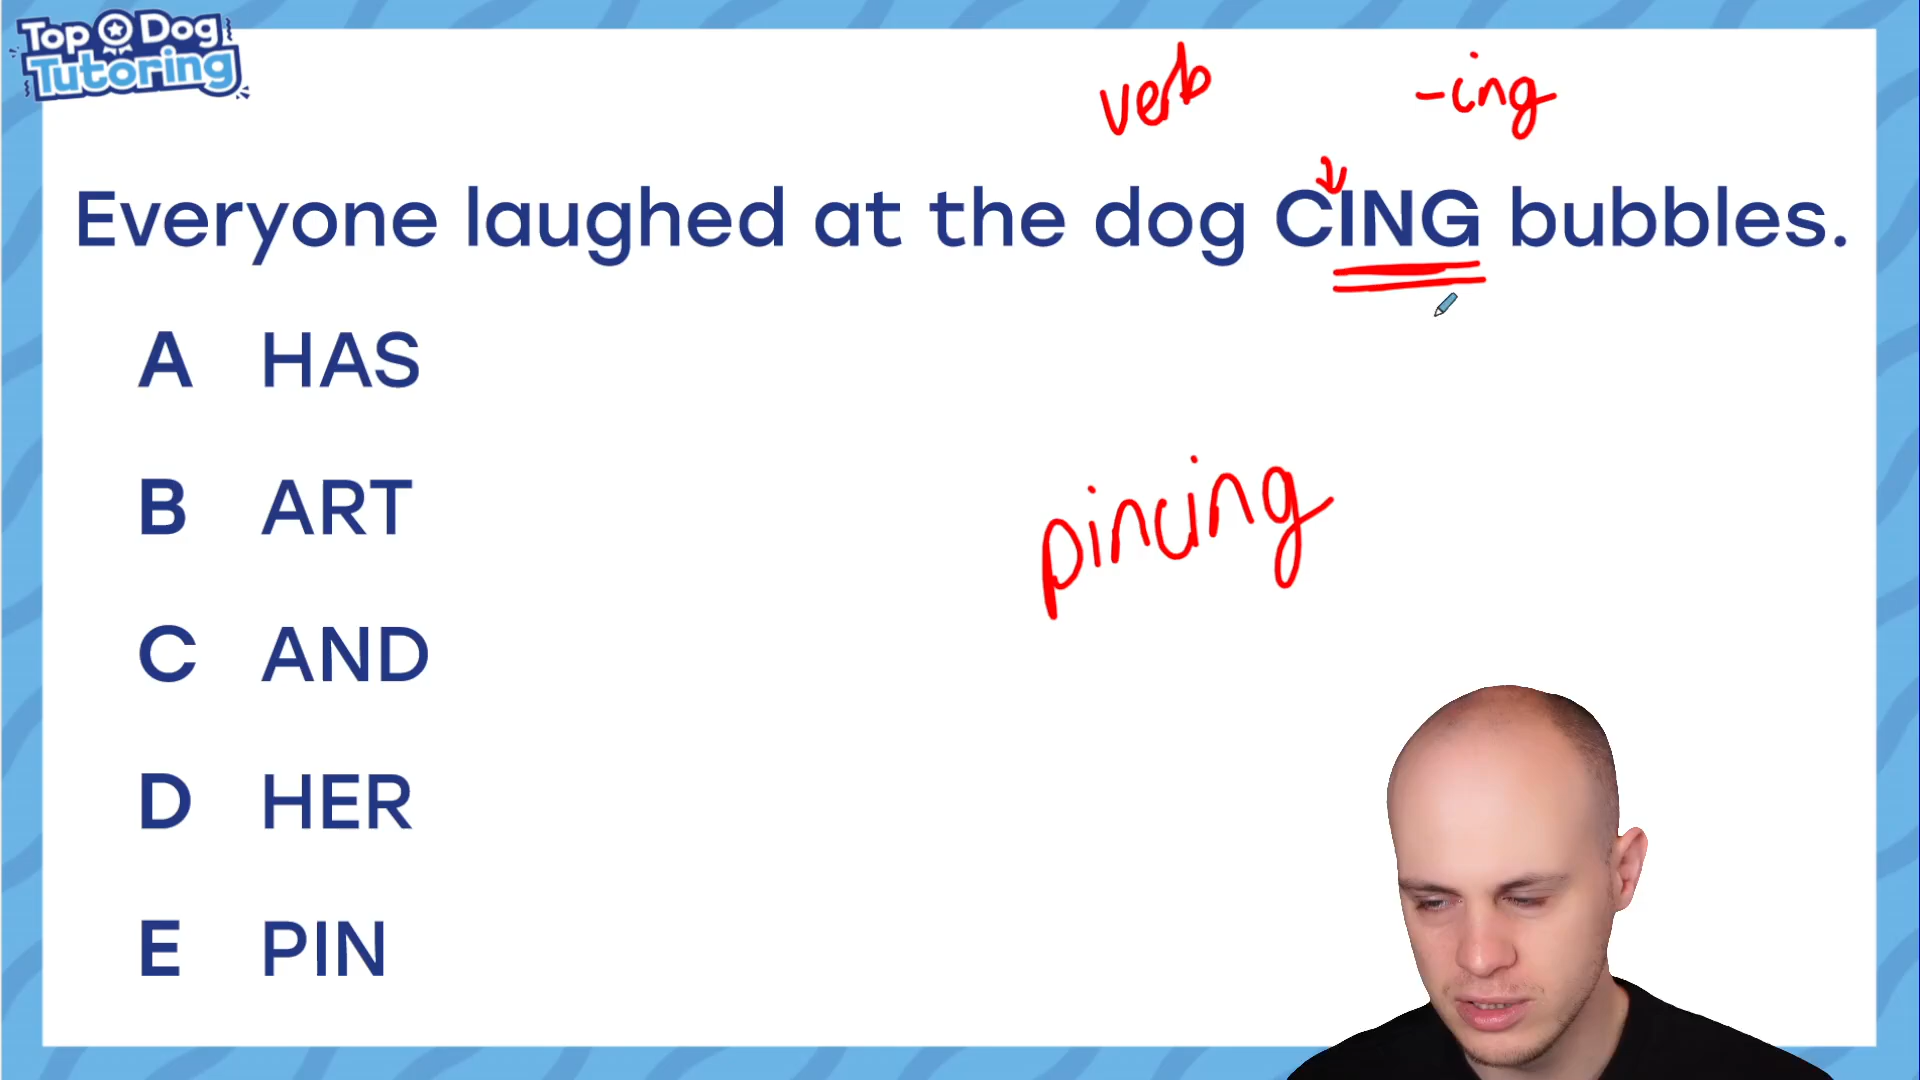 Top Dog
Tutoring
verb -ing
Everyone laughed at the dog CING bubbles.
A HAS
B ART
pincing
C AND
D HER
E PIN